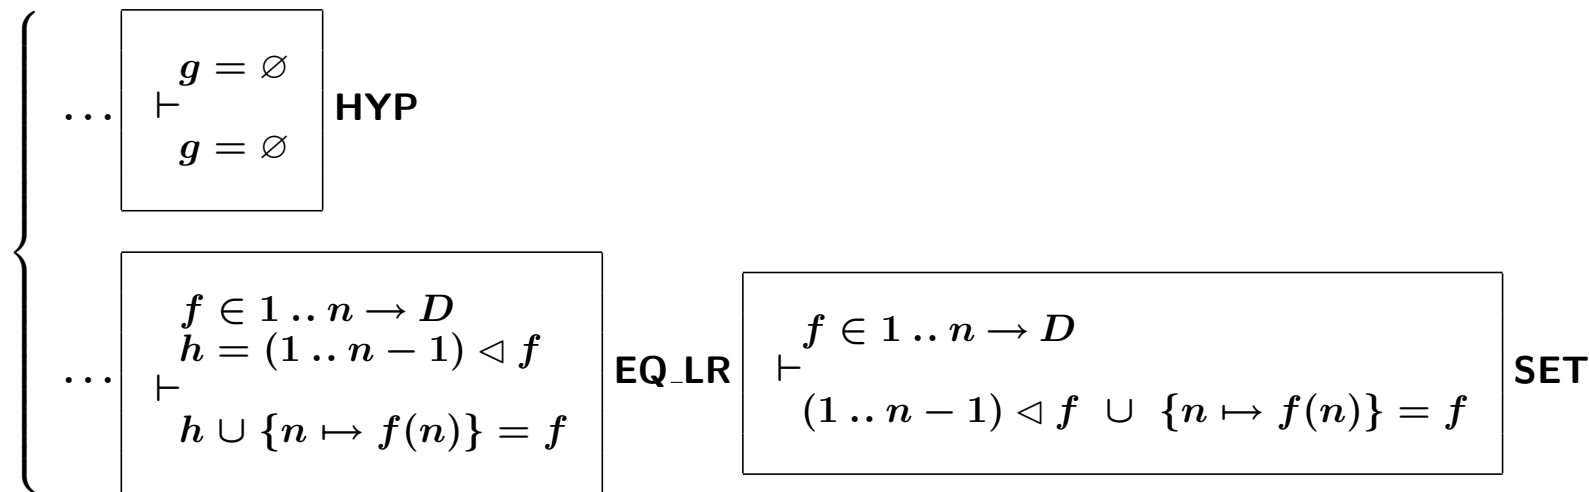 g = ∅
... ⊢ HYP
g = ∅
f ∈ 1 .. n → D
h = (1 .. n − 1) ◁ f
... ⊢ EQ_LR
h ∪ {n ↦ f(n)} = f
f ∈ 1 .. n → D
⊢ SET
(1 .. n − 1) ◁ f ∪ {n ↦ f(n)} = f